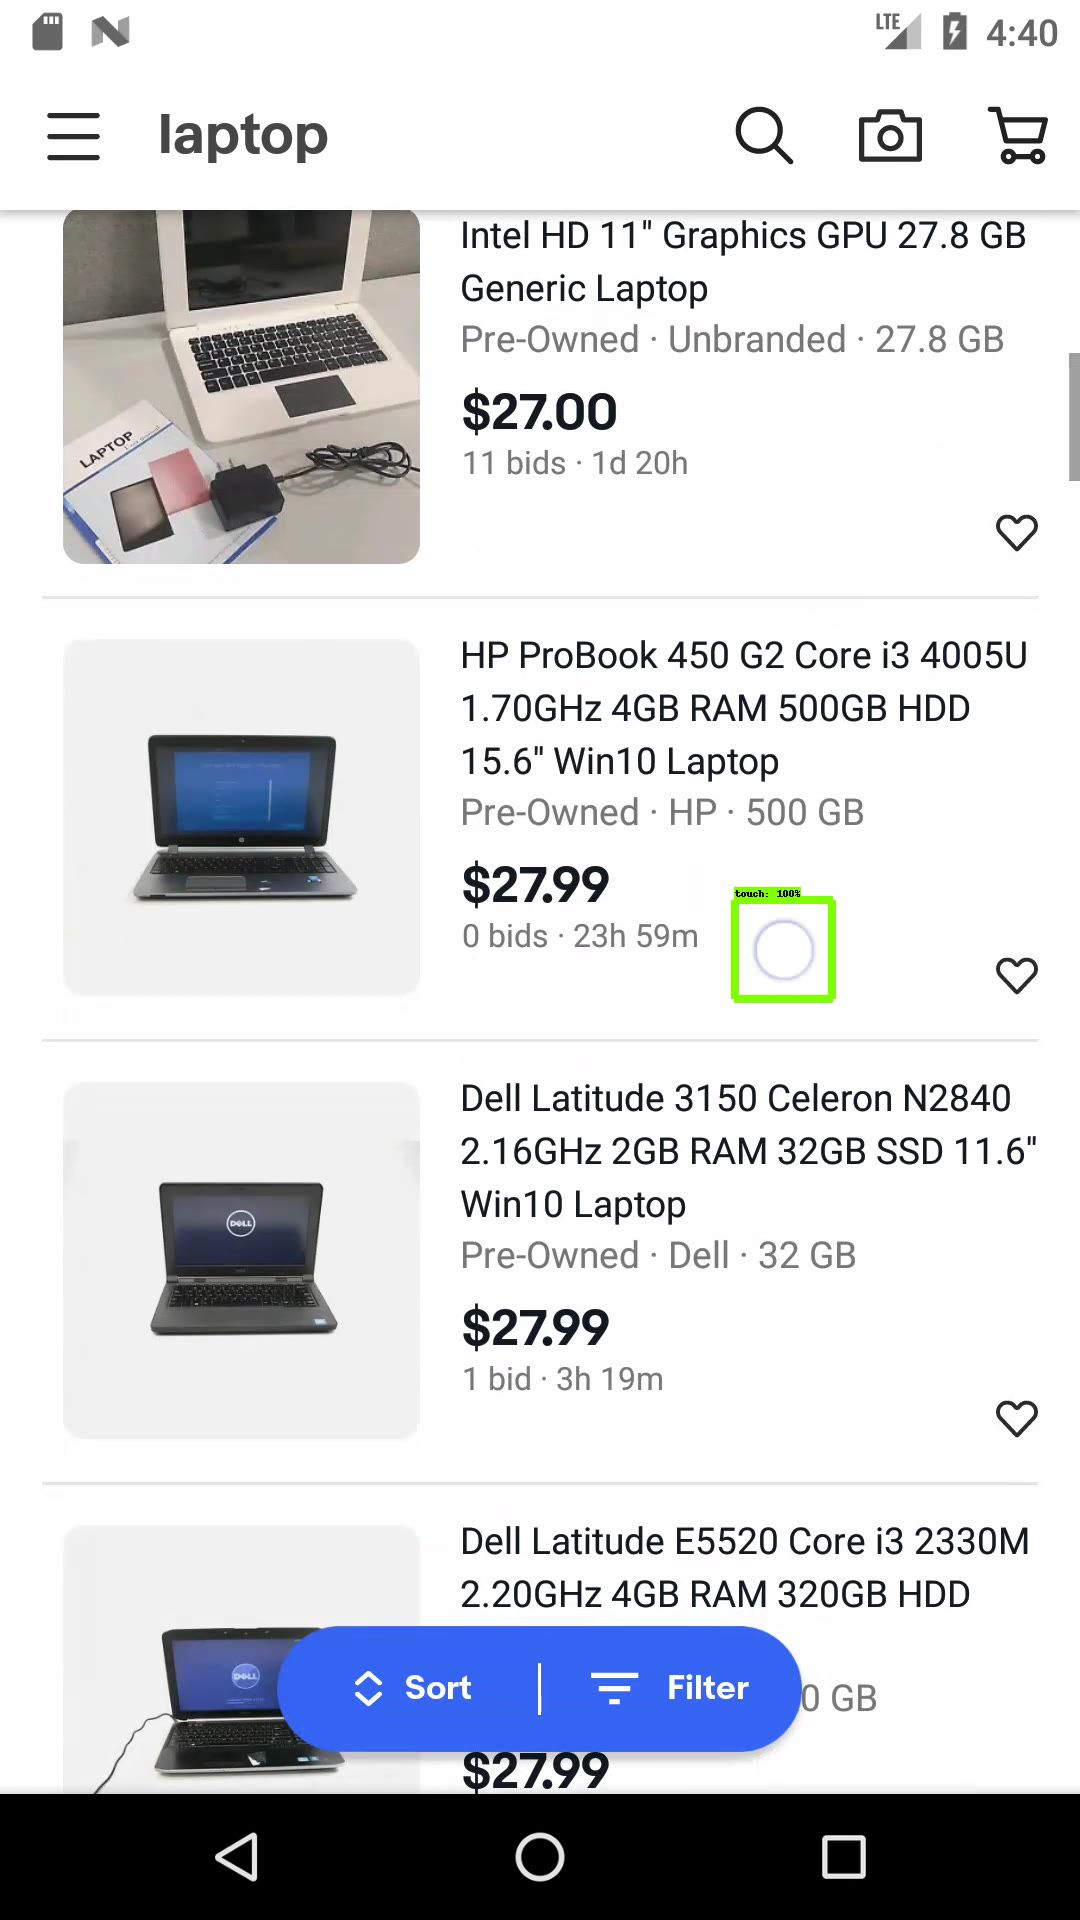 LTE 4:40
laptop
Intel HD 11" Graphics GPU 27.8 GB
Generic Laptop
Pre-Owned · Unbranded · 27.8 GB
$27.00
11 bids · 1d 20h
LAPTOP
HP ProBook 450 G2 Core i3 4005U
1.70GHz 4GB RAM 500GB HDD
15.6" Win10 Laptop
Pre-Owned · HP · 500 GB
$27.99
touch: 100%
0 bids · 23h 59m
Dell Latitude 3150 Celeron N2840
2.16GHz 2GB RAM 32GB SSD 11.6"
Win10 Laptop
Pre-Owned · Dell · 32 GB
$27.99
1 bid · 3h 19m
DELL
Dell Latitude E5520 Core i3 2330M
2.20GHz 4GB RAM 320GB HDD
DELL
Sort
Filter
0 GB
$27.99